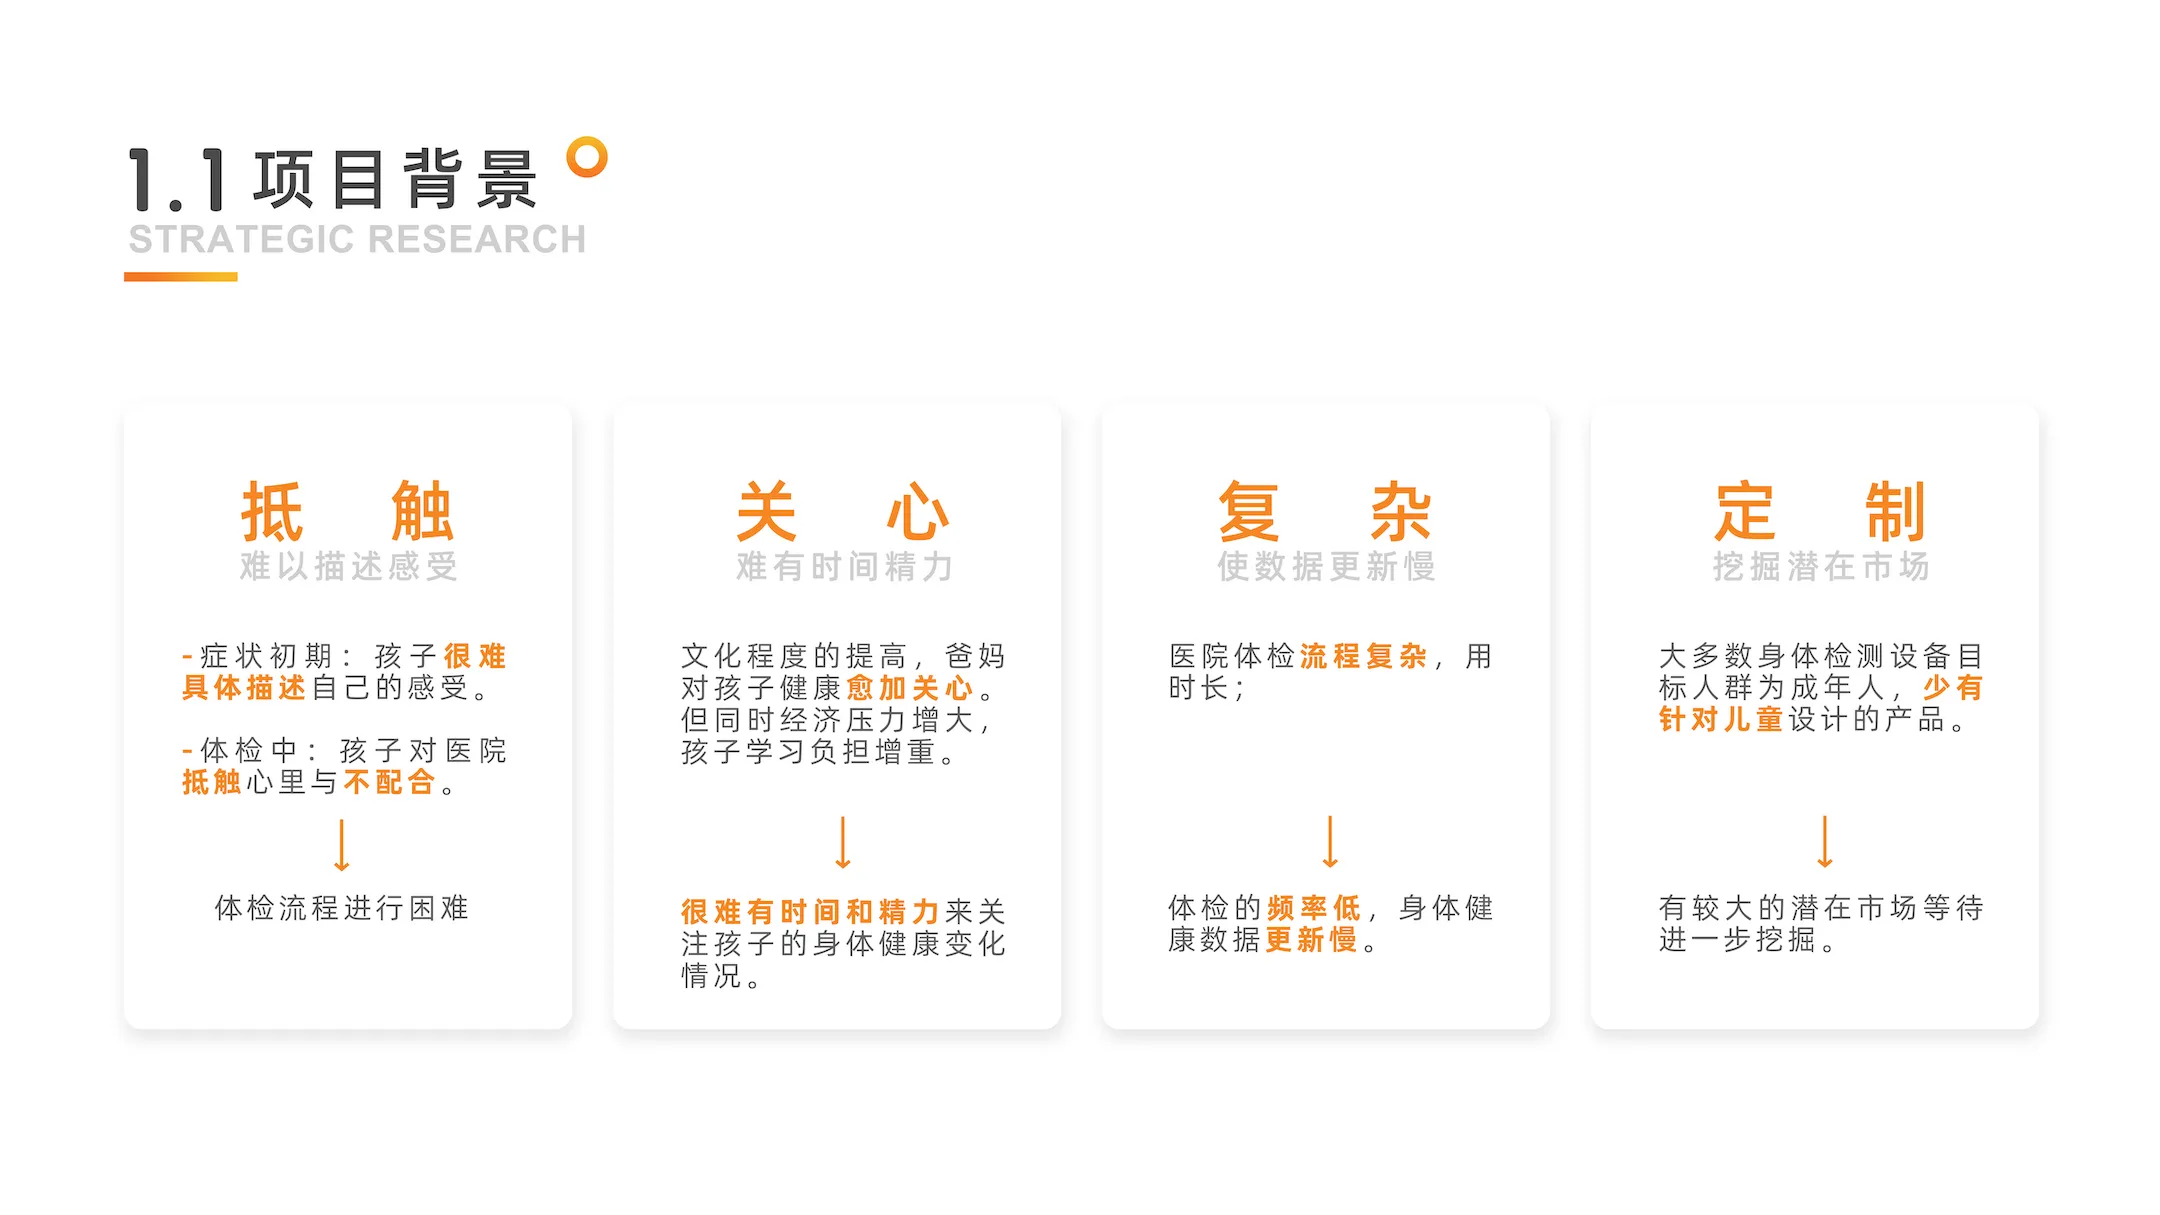 1.1 项目背景
STRATEGIC RESEARCH
抵 触
难以描述感受
-症状初期：孩子很难
具体描述自己的感受。
-体检中：孩子对医院
抵触心里与不配合。
体检流程进行困难
关 心
难有时间精力
文化程度的提高，爸妈
对孩子健康愈加关心。
但同时经济压力增大，
孩子学习负担增重。
很难有时间和精力来关
注孩子的身体健康变化
情况。
复 杂
使数据更新慢
医院体检流程复杂，用
时长；
体检的频率低，身体健
康数据更新慢。
定 制
挖掘潜在市场
大多数身体检测设备目
标人群为成年人，少有
针对儿童设计的产品。
有较大的潜在市场等待
进一步挖掘。